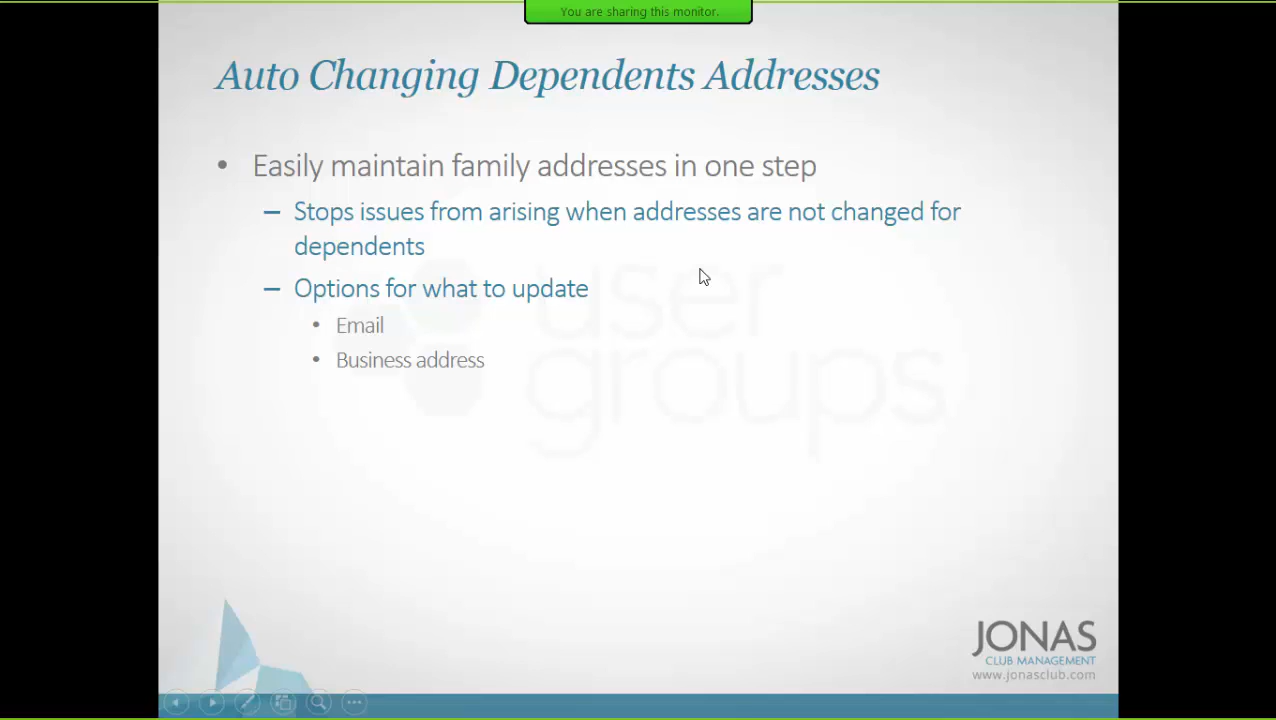 You are sharing this monitor.
Auto Changing Dependents Addresses
• Easily maintain family addresses in one step
– Stops issues from arising when addresses are not changed for
dependents
– Options for what to update
• Email
• Business address
user
groups
JONAS
CLUB MANAGEMENT
www.jonasclub.com